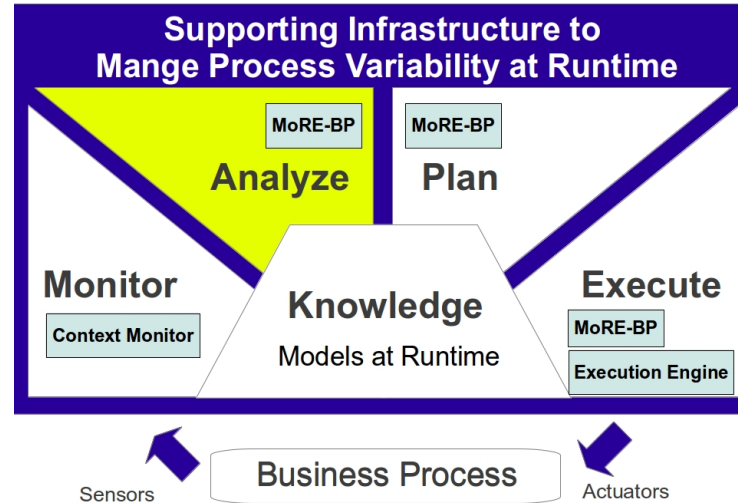 Supporting Infrastructure to
Mange Process Variability at Runtime
MoRE-BP
MoRE-BP
Analyze
Plan
Monitor
Execute
Knowledge
Context Monitor
MoRE-BP
Models at Runtime
Execution Engine
Business Process
Sensors
Actuators